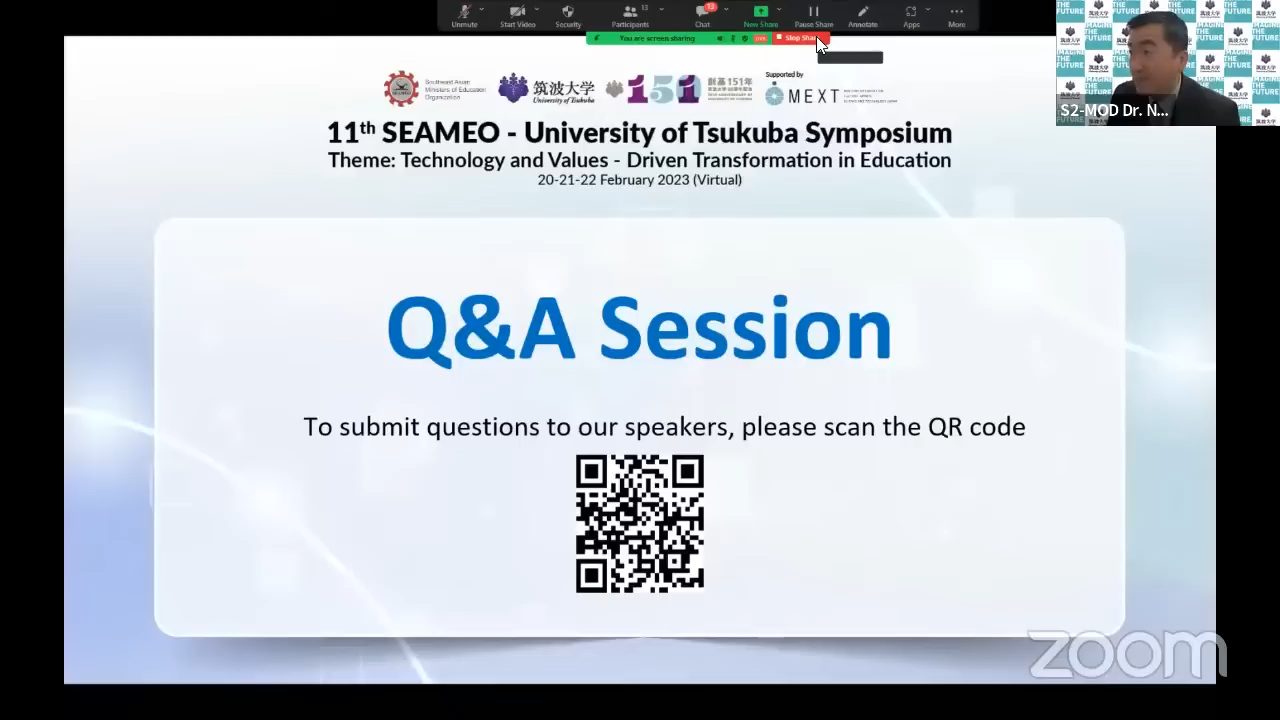 Unmute
Start Video
Security
13
Participants
13
Chat
New Share
Pause Share
Annotate
Apps
More
You are screen sharing
LIVE
Stop Share
S2-MOD Dr. N...
Southeast Asian
Ministers of Education
Organization
筑波大学
University of Tsukuba
151
創基151年
Supported by
MEXT
11th SEAMEO - University of Tsukuba Symposium
Theme: Technology and Values - Driven Transformation in Education
20-21-22 February 2023 (Virtual)
Q&A Session
To submit questions to our speakers, please scan the QR code
zoom